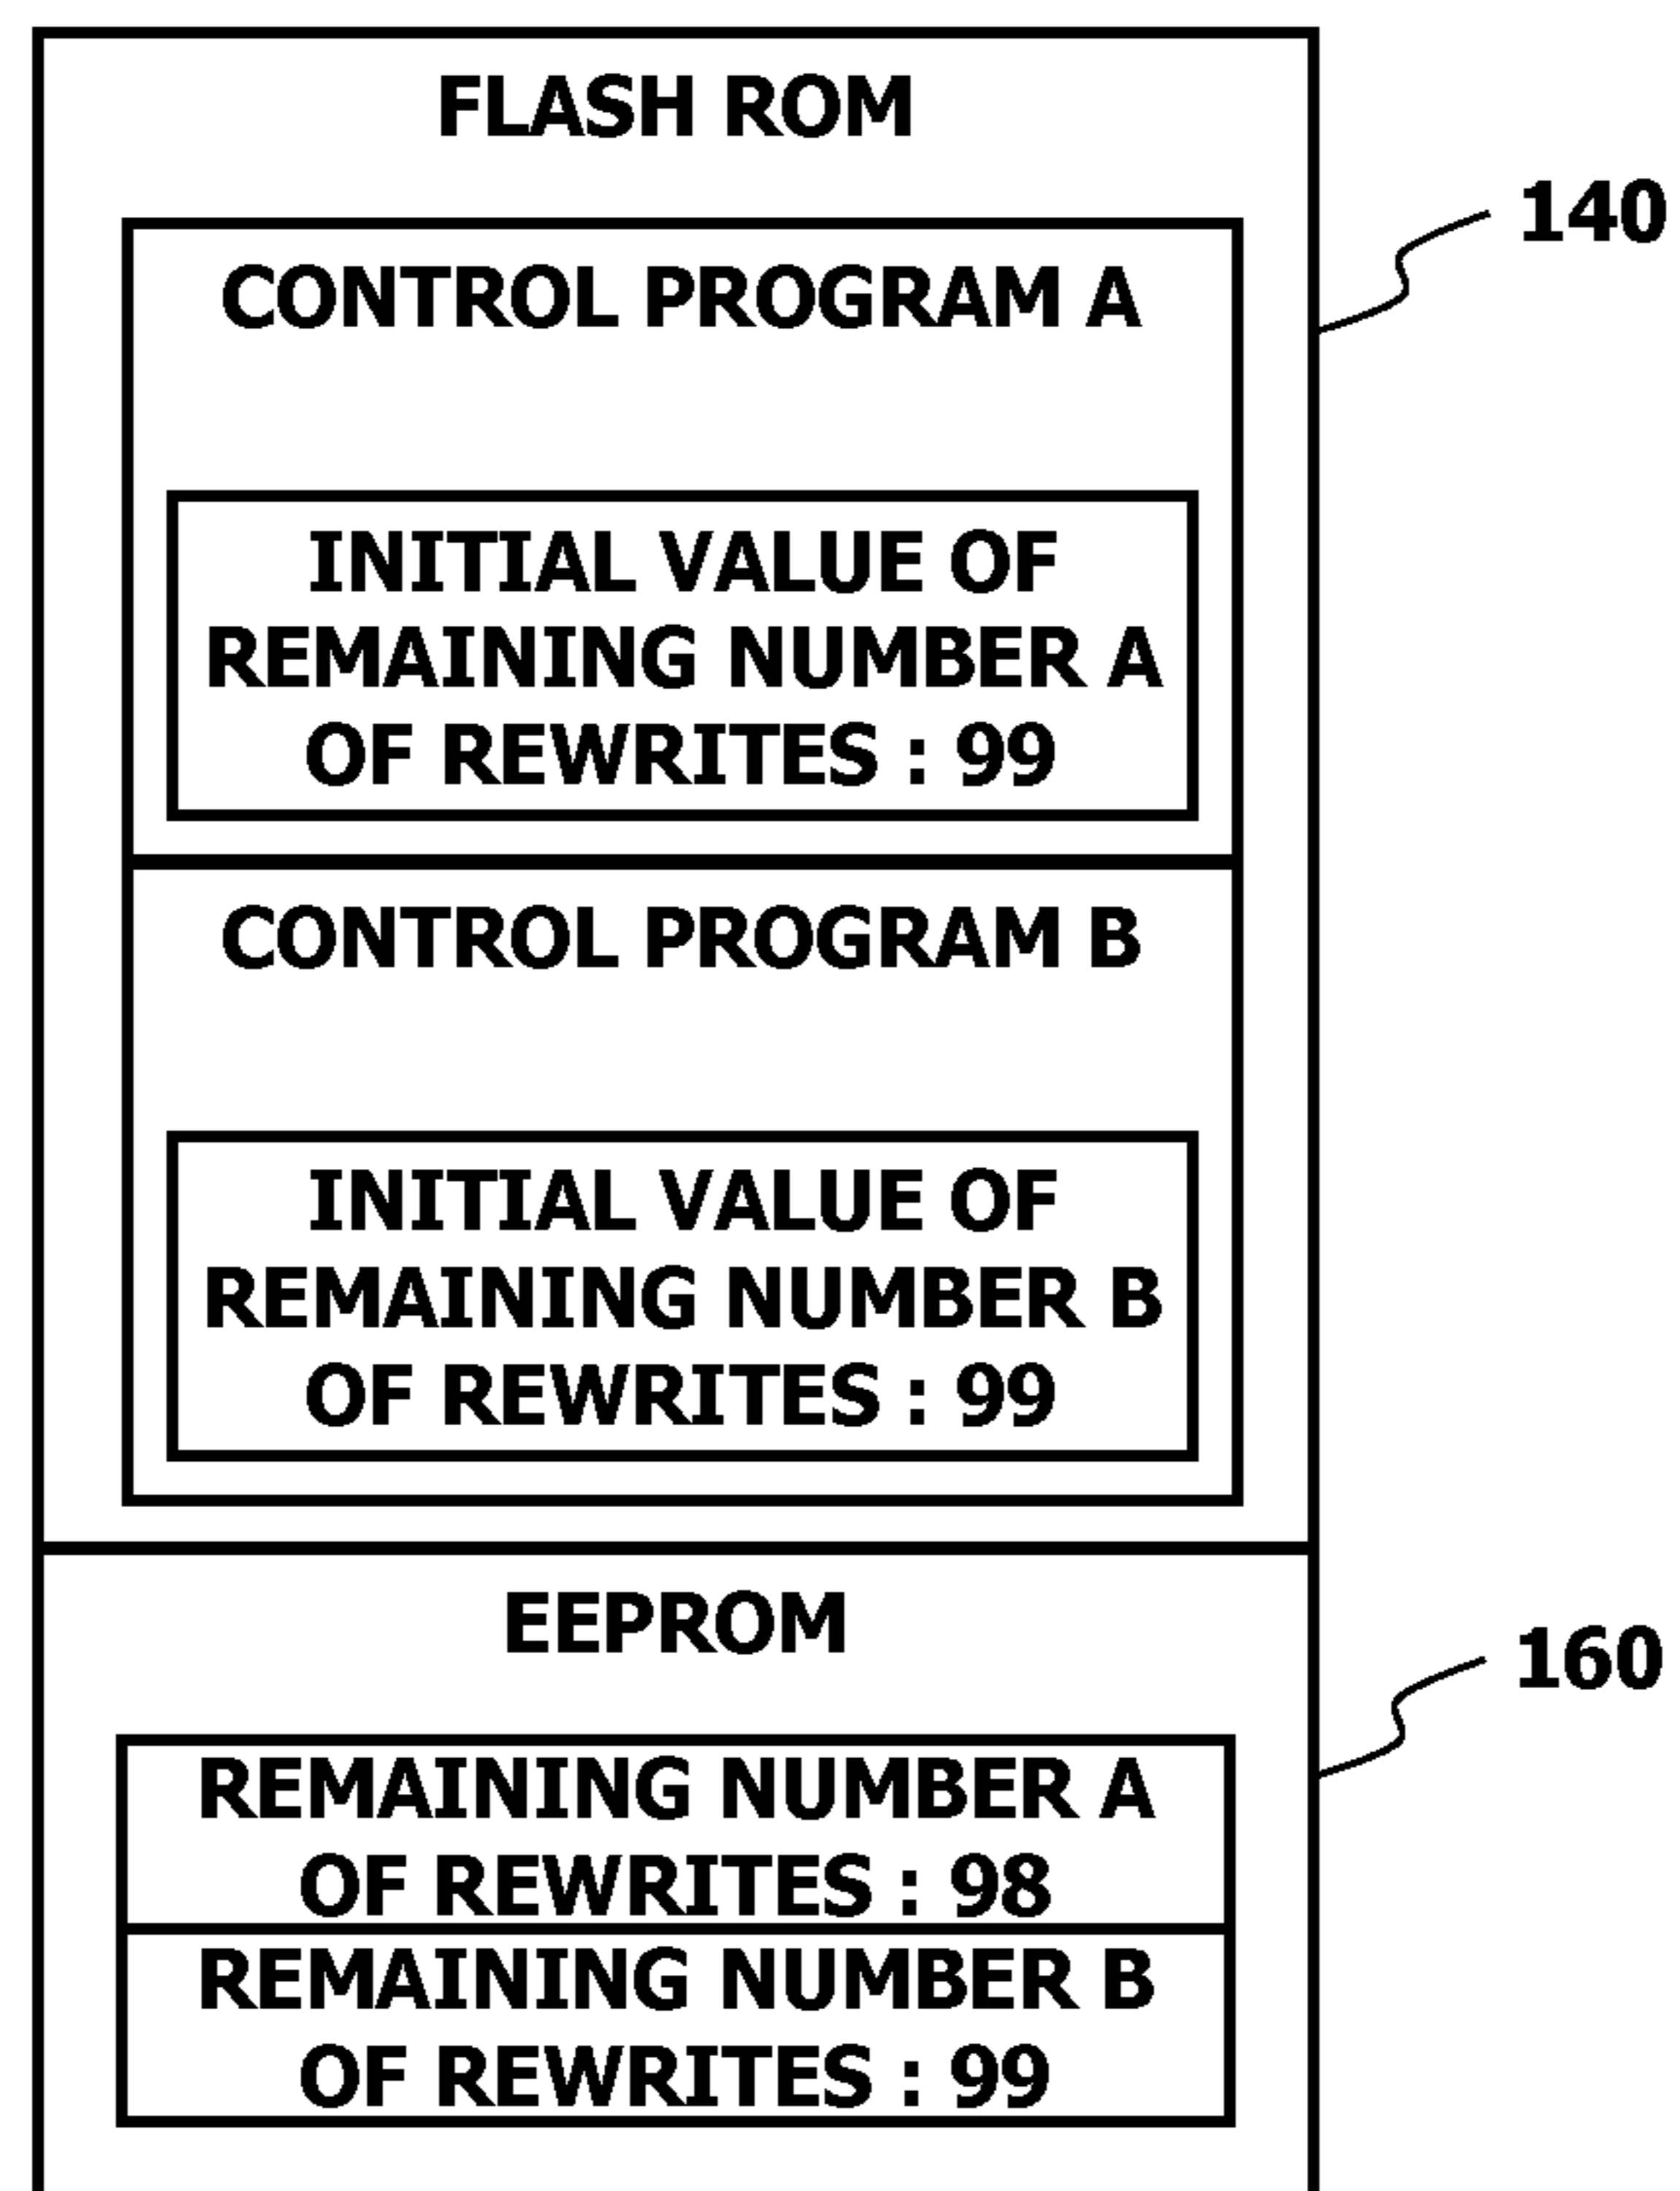 FLASH ROM
140
CONTROL PROGRAM A
INITIAL VALUE OF
REMAINING NUMBER A
OF REWRITES : 99
CONTROL PROGRAM B
INITIAL VALUE OF
REMAINING NUMBER B
OF REWRITES : 99
EEPROM
160
REMAINING NUMBER A
OF REWRITES : 98
REMAINING NUMBER B
OF REWRITES : 99